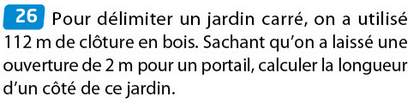 26 Pour délimiter un jardin carré, on a utilisé
112 m de clôture en bois. Sachant qu'on a laissé une
ouverture de 2 m pour un portail, calculer la longueur
d'un côté de ce jardin.